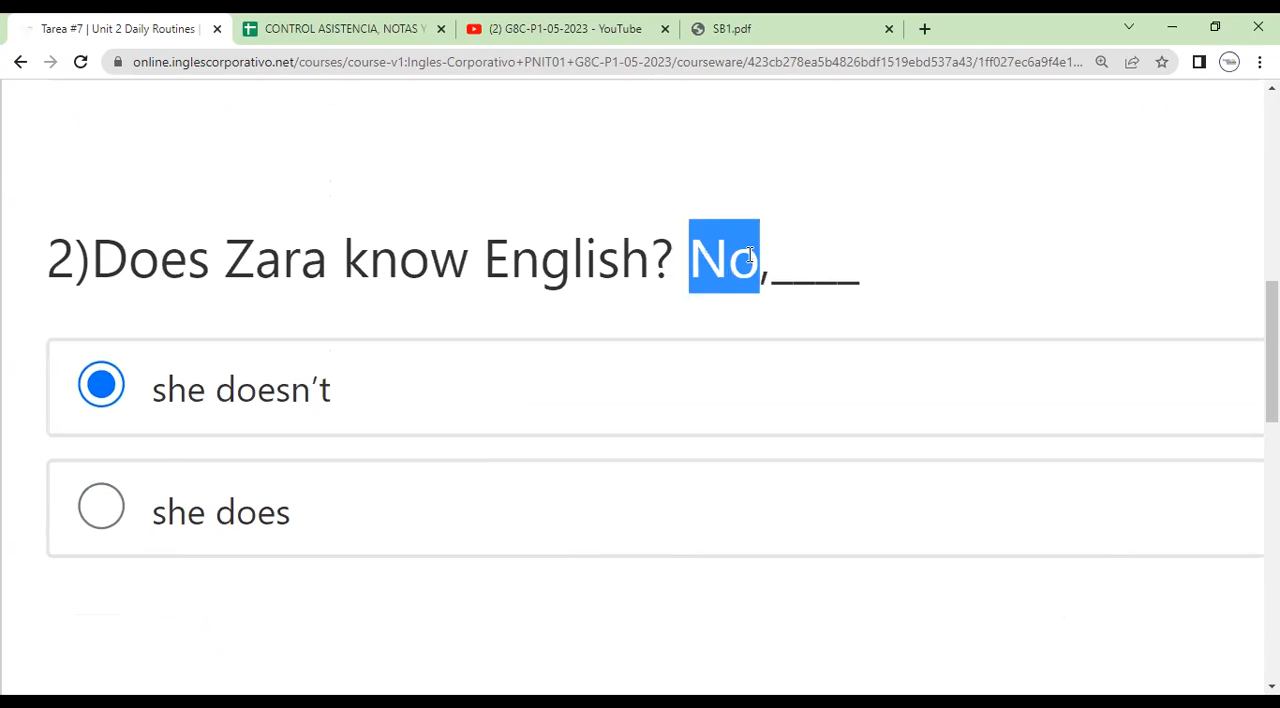 Tarea #7 | Unit 2 Daily Routines |
CONTROL ASISTENCIA, NOTAS Y
(2) G8C-P1-05-2023 - YouTube
SB1.pdf
online.inglescorporativo.net/courses/course-v1:Ingles-Corporativo+PNIT01+G8C-P1-05-2023/courseware/423cb278ea5b4826bdf1519ebd537a43/1ff027ec6a9f4e1...
2)Does Zara know English? No,____
she doesn’t
she does